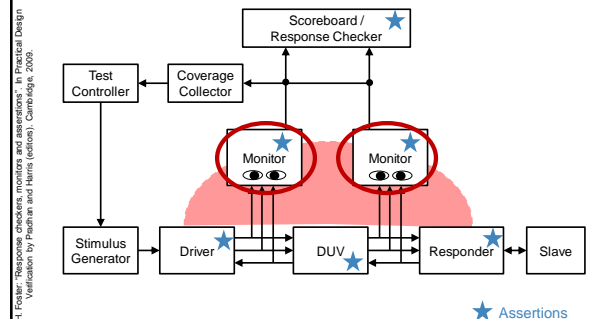 H. Foster: "Response checkers, monitors and asserstions". In Practical Design
Verification by Pradhan and Harris (editors). Cambridge, 2009.
Scoreboard /
Response Checker
Test
Controller
Coverage
Collector
Monitor
Monitor
Stimulus
Generator
Driver
DUV
Responder
Slave
Assertions